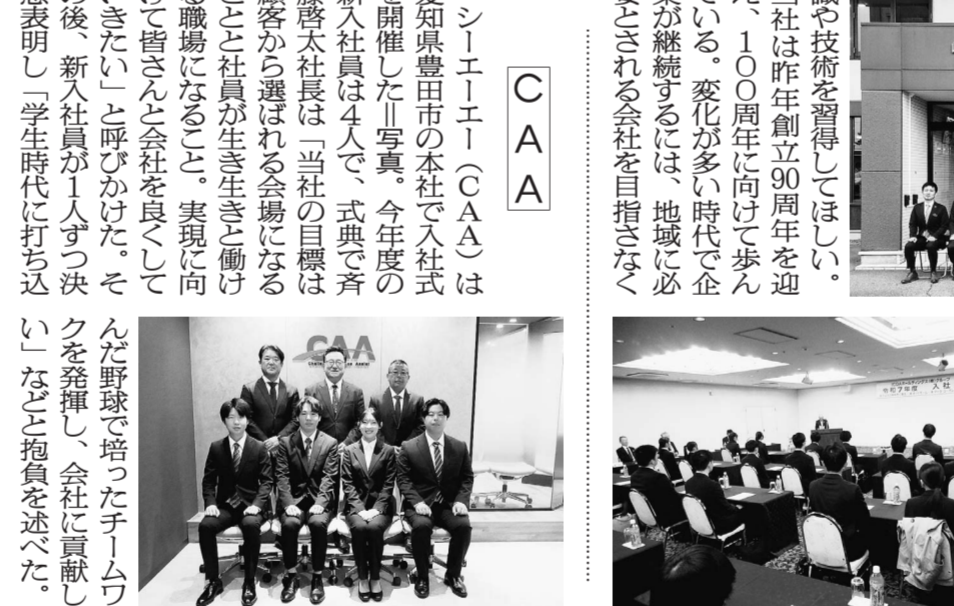 識や技術を習得してほしい。
当社は昨年創立90周年を迎
え、100周年に向けて歩ん
でいる。変化が多い時代で企
業が継続するには、地域に必
要とされる会社を目指さなく
CAA
シーエーエー（CAA）は
愛知県豊田市の本社で入社式
を開催した＝写真。今年度の
新入社員は4人で、式典で斉
藤啓太社長は「当社の目標は
顧客から選ばれる会場になる
ことと社員が生き生きと働け
る職場になること。実現に向
けて皆さんと会社を良くして
いきたい」と呼びかけた。そ
の後、新入社員が1人ずつ決
意表明し「学生時代に打ち込
んだ野球で培ったチームワ
クを発揮し、会社に貢献し
い」などと抱負を述べた。
CAA
令和7年度 入社